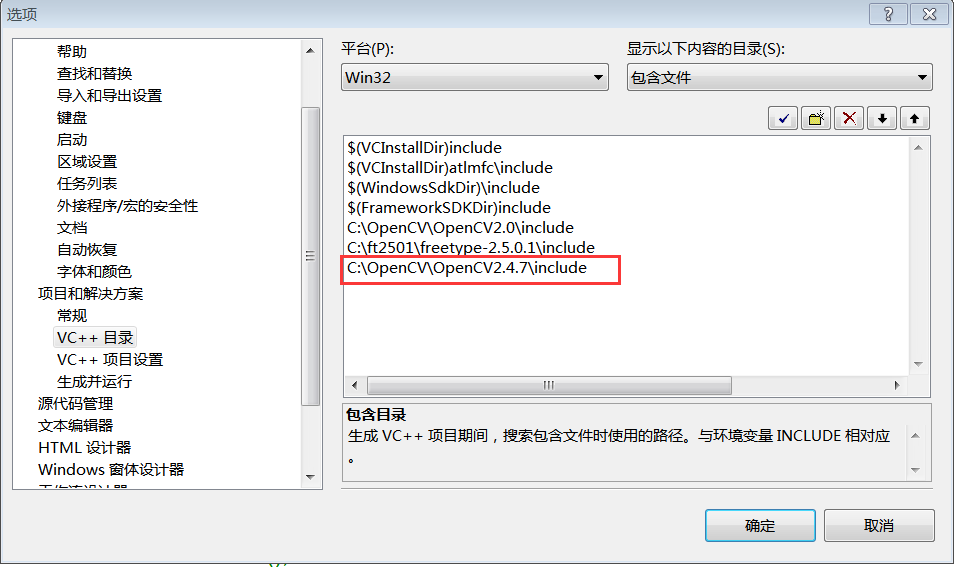 选项
帮助
查找和替换
导入和导出设置
键盘
启动
区域设置
任务列表
外接程序/宏的安全性
文档
自动恢复
字体和颜色
项目和解决方案
常规
VC++ 目录
VC++ 项目设置
生成并运行
源代码管理
文本编辑器
HTML 设计器
Windows 窗体设计器
平台(P):
Win32
显示以下内容的目录(S):
包含文件
$(VCInstallDir)include
$(VCInstallDir)atlmfc\include
$(WindowsSdkDir)\include
$(FrameworkSDKDir)include
C:\OpenCV\OpenCV2.0\include
C:\ft2501\freetype-2.5.0.1\include
C:\OpenCV\OpenCV2.4.7\include
包含目录
生成 VC++ 项目期间，搜索包含文件时使用的路径。与环境变量 INCLUDE 相对应
。
确定
取消